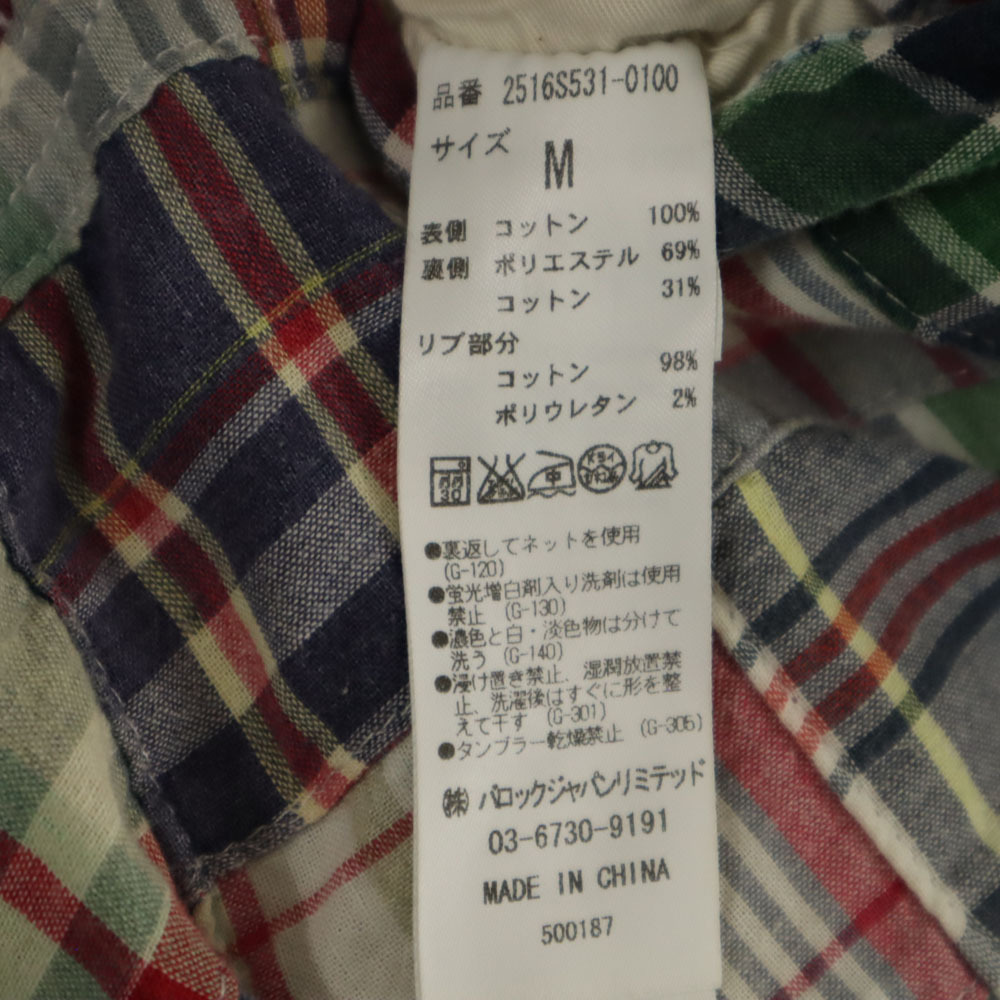 品番 2516S531-0100
サイズ M
表側 コットン 100%
裏側 ポリエステル 69%
コットン 31%
リブ部分
コットン 98%
ポリウレタン 2%
●裏返してネットを使用
(G-120)
●蛍光増白剤入り洗剤は使用
禁止 (G-130)
●濃色と白・淡色物は分けて
洗う (G-140)
●浸け置き禁止、湿潤放置禁
止、洗濯後はすぐに形を整
えて干す (G-301)
●タンブラー乾燥禁止 (G-305)
㈱バロックジャパンリミテッド
03-6730-9191
MADE IN CHINA
500187